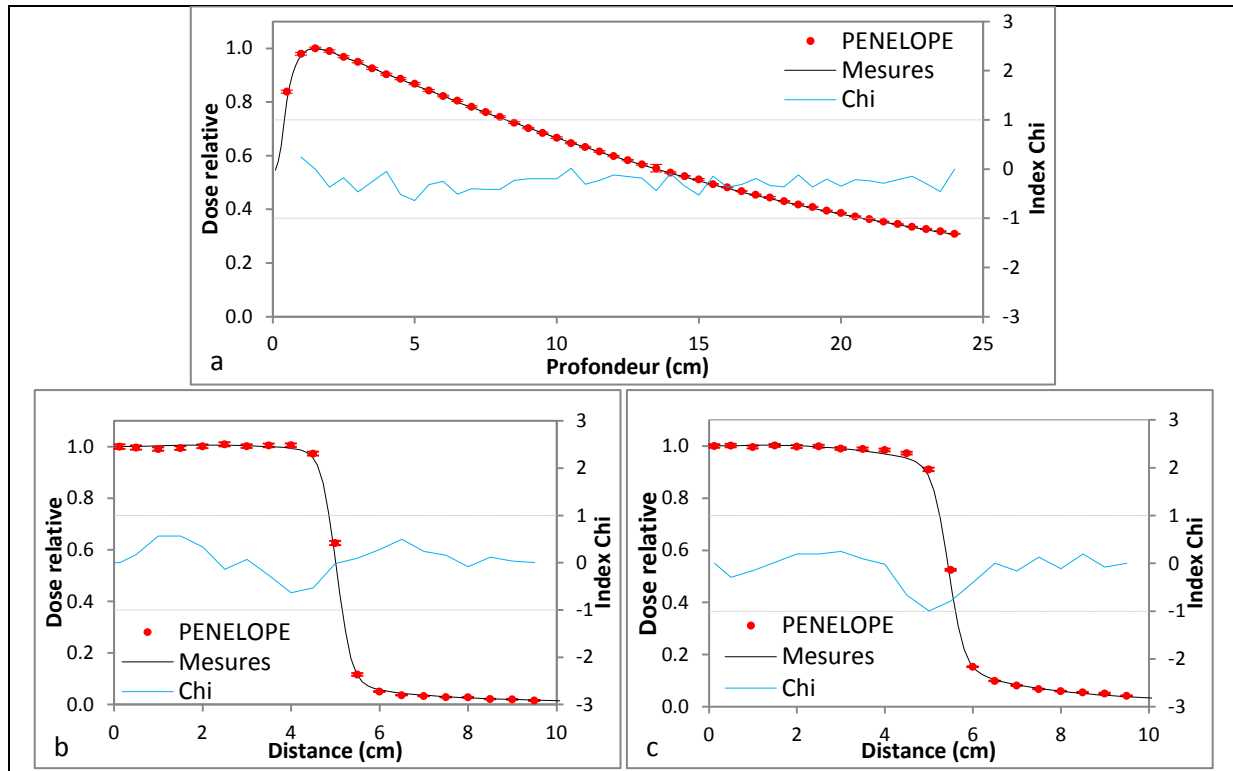 1.0
0.8
0.6
0.4
0.2
0.0
Dose relative
3
2
1
0
-1
-2
-3
Index Chi
PENELOPE
Mesures
Chi
0
5
10
15
20
25
Profondeur (cm)
a
1.0
0.8
0.6
0.4
0.2
0.0
Dose relative
3
2
1
0
-1
-2
-3
Index Chi
PENELOPE
Mesures
Chi
0
2
4
6
8
10
Distance (cm)
b
1.0
0.8
0.6
0.4
0.2
0.0
Dose relative
3
2
1
0
-1
-2
-3
Index Chi
PENELOPE
Mesures
Chi
0
2
4
6
8
10
Distance (cm)
c